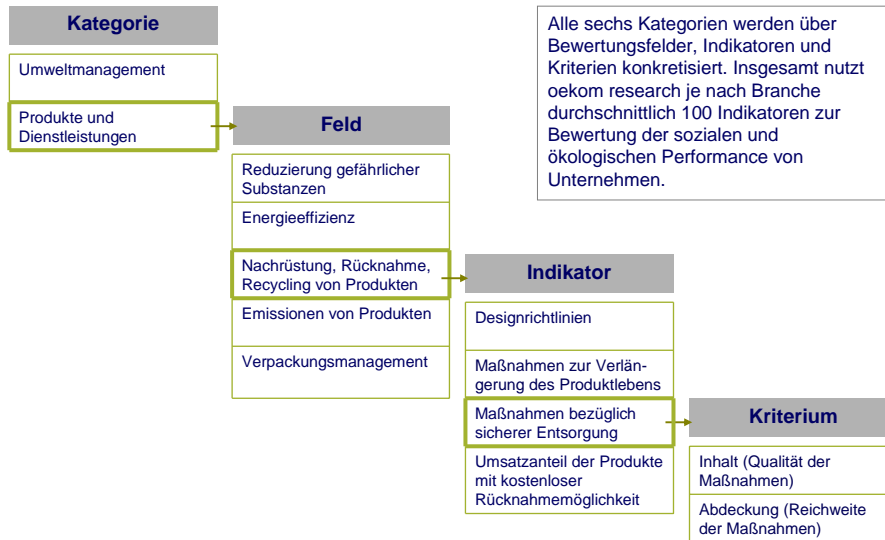 Kategorie
Umweltmanagement
Produkte und
Dienstleistungen
Feld
Reduzierung gefährlicher
Substanzen
Energieeffizienz
Nachrüstung, Rücknahme,
Recycling von Produkten
Emissionen von Produkten
Verpackungsmanagement
Indikator
Designrichtlinien
Maßnahmen zur Verlän-
gerung des Produktlebens
Maßnahmen bezüglich
sicherer Entsorgung
Umsatzanteil der Produkte
mit kostenloser
Rücknahmemöglichkeit
Kriterium
Inhalt (Qualität der
Maßnahmen)
Abdeckung (Reichweite
der Maßnahmen)
Alle sechs Kategorien werden über
Bewertungsfelder, Indikatoren und
Kriterien konkretisiert. Insgesamt nutzt
oekom research je nach Branche
durchschnittlich 100 Indikatoren zur
Bewertung der sozialen und
ökologischen Performance von
Unternehmen.